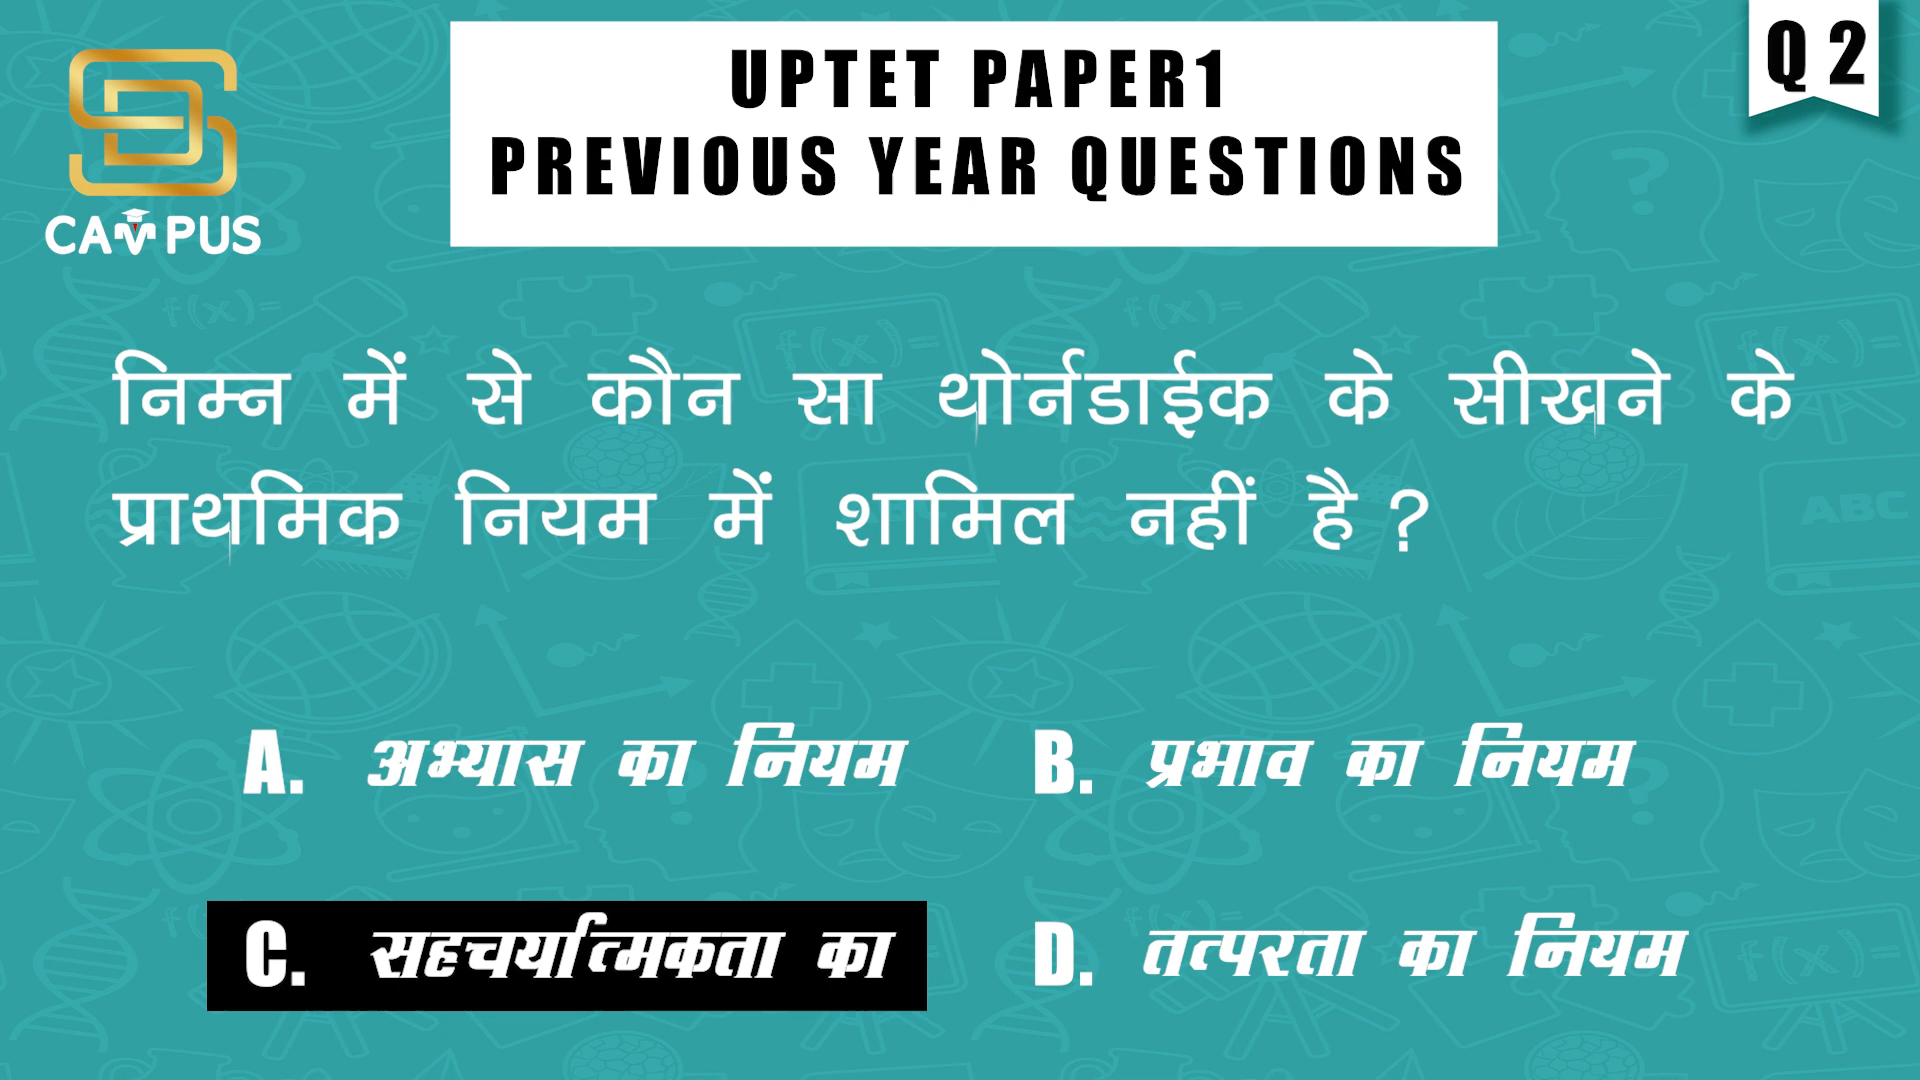 UPTET PAPER1
PREVIOUS YEAR QUESTIONS
Q 2
SD
CAMPUS
निम्न में से कौन सा थोर्नडाईक के सीखने के
प्राथमिक नियम में शामिल नहीं है ?
A. अभ्यास का नियम
B. प्रभाव का नियम
C. सहचर्यात्मकता का
D. तत्परता का नियम